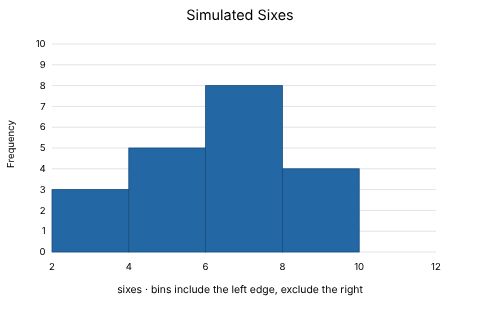 Simulated Sixes
Frequency
10
9
8
7
6
5
4
3
2
1
0
2 4 6 8 10 12
sixes · bins include the left edge, exclude the right